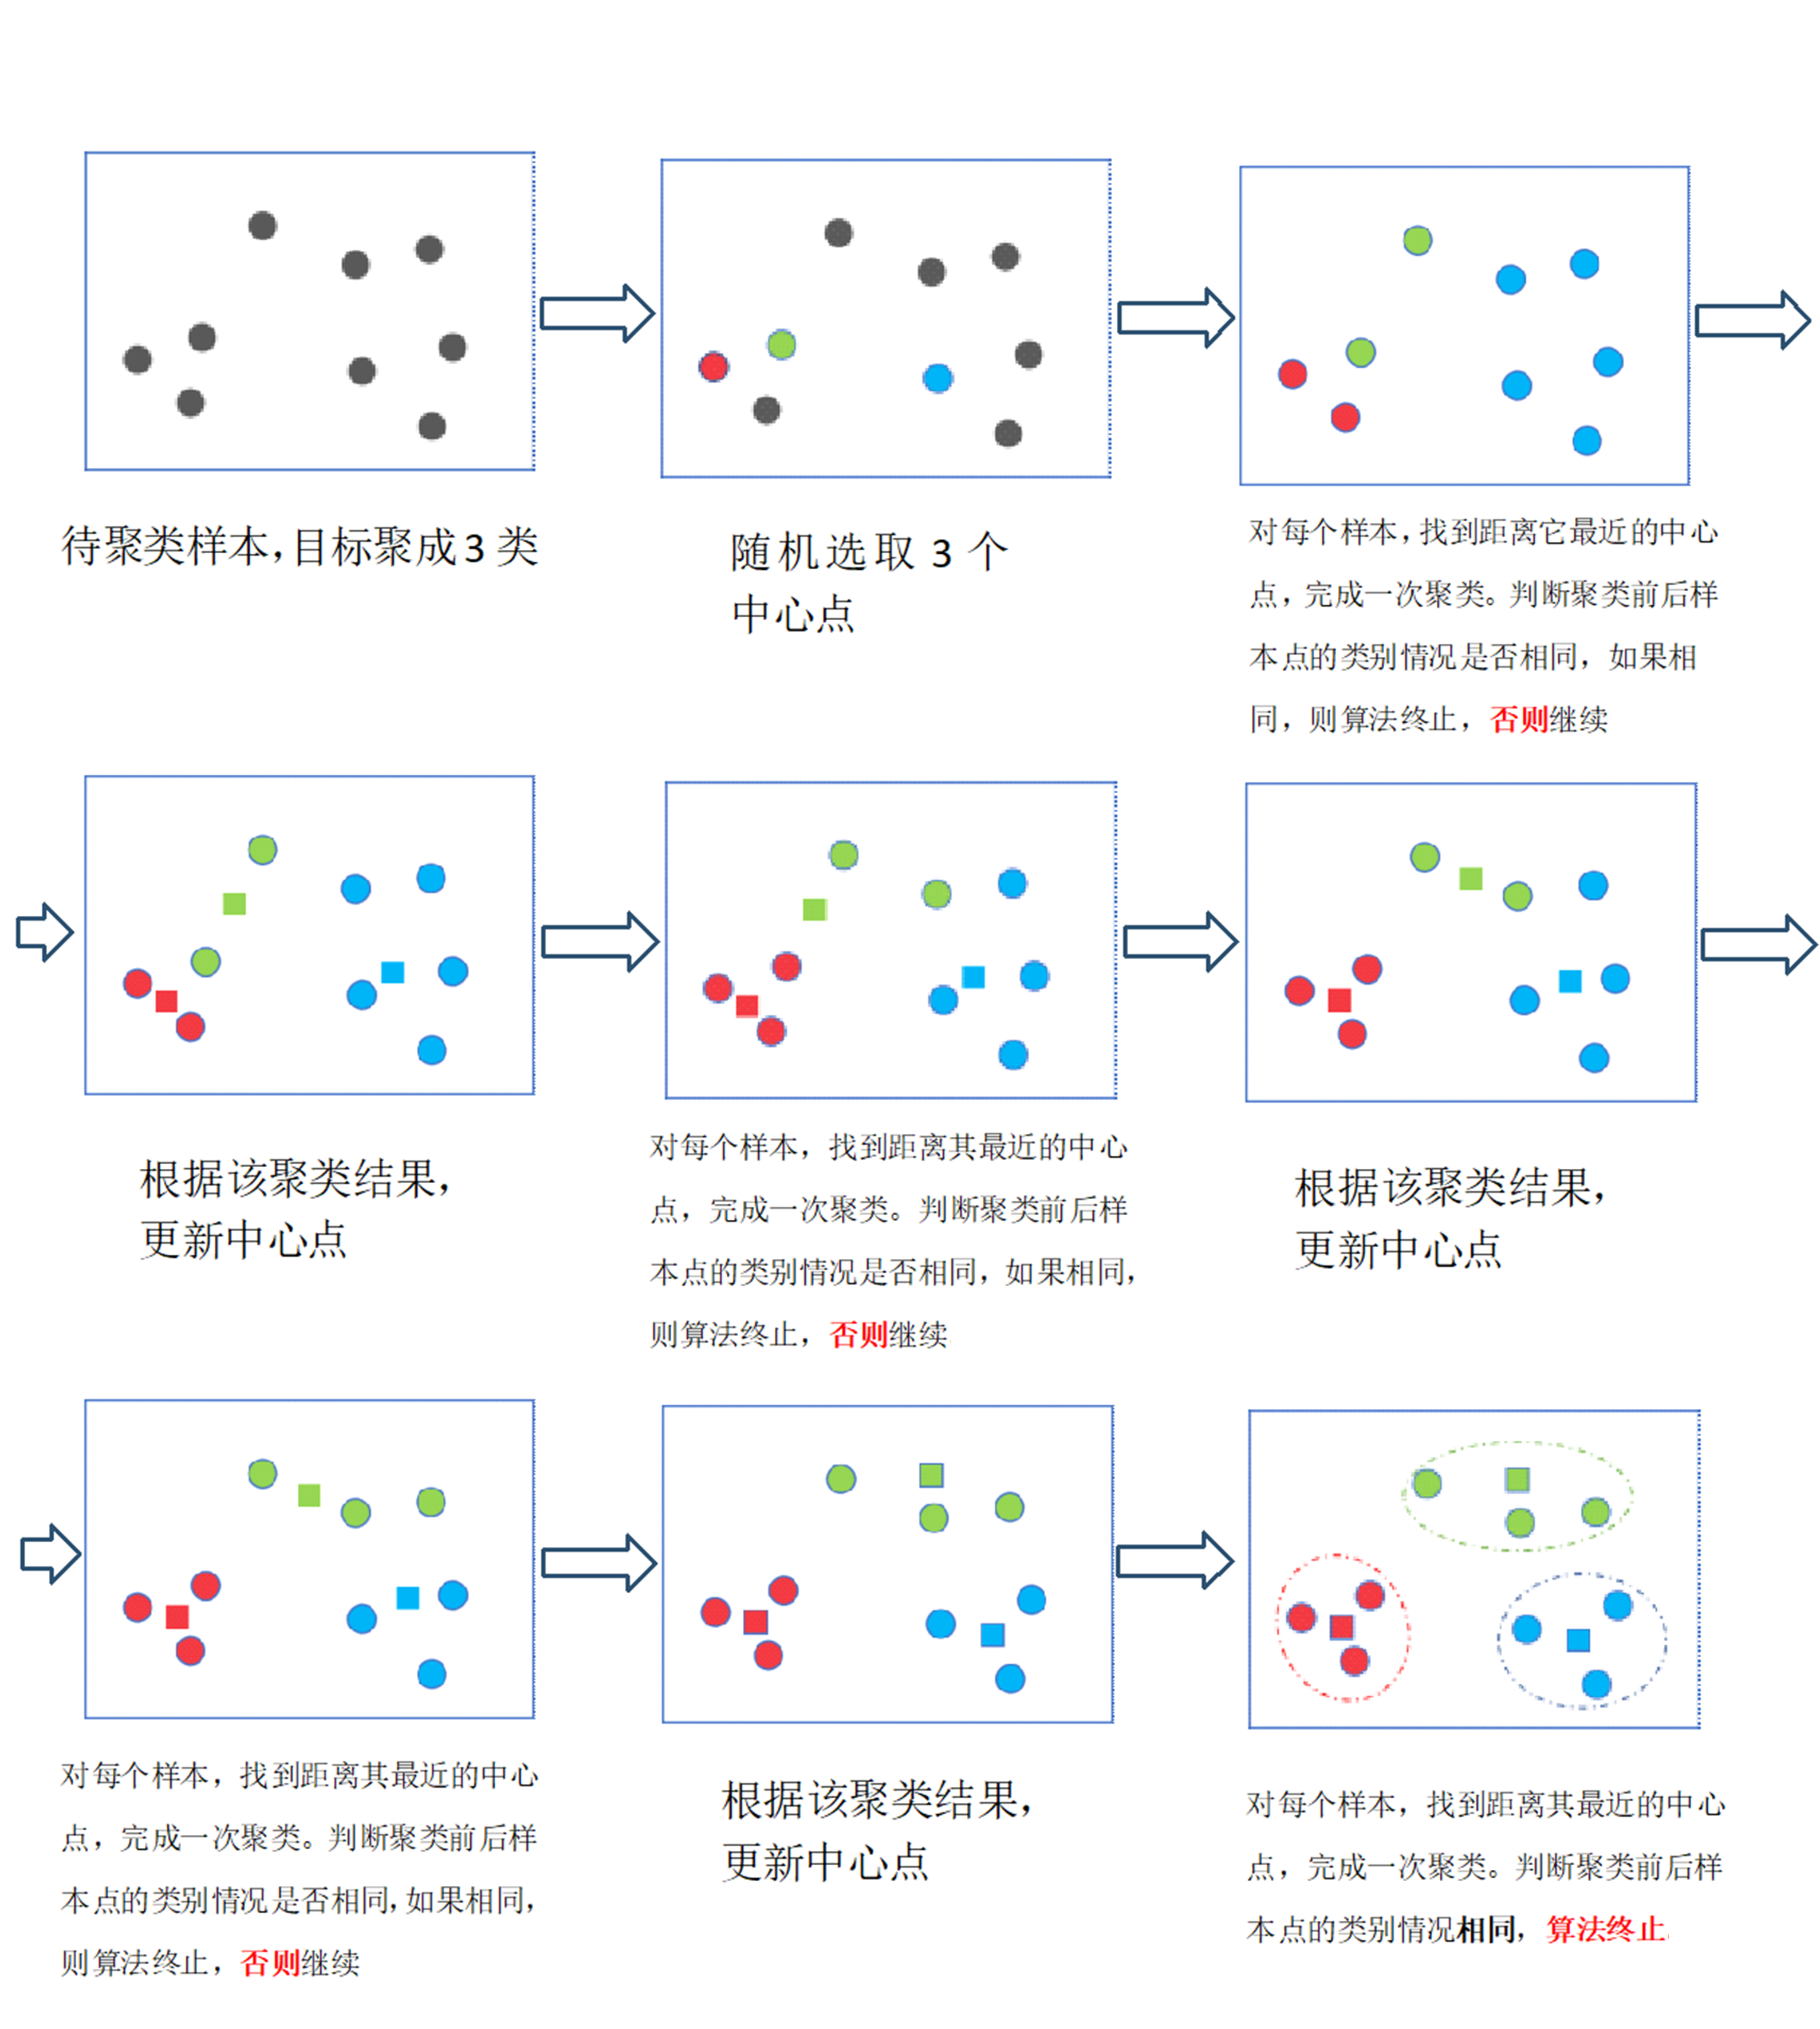 待聚类样本，目标聚成 3 类
随机选取 3 个
中心点
对每个样本，找到距离它最近的中心
点，完成一次聚类。判断聚类前后样
本点的类别情况是否相同，如果相
同，则算法终止，否则继续
根据该聚类结果，
更新中心点
对每个样本，找到距离其最近的中心
点，完成一次聚类。判断聚类前后样
本点的类别情况是否相同，如果相同，
则算法终止，否则继续
根据该聚类结果，
更新中心点
对每个样本，找到距离其最近的中心
点，完成一次聚类。判断聚类前后样
本点的类别情况是否相同，如果相同，
则算法终止，否则继续
根据该聚类结果，
更新中心点
对每个样本，找到距离其最近的中心
点，完成一次聚类。判断聚类前后样
本点的类别情况相同，算法终止.